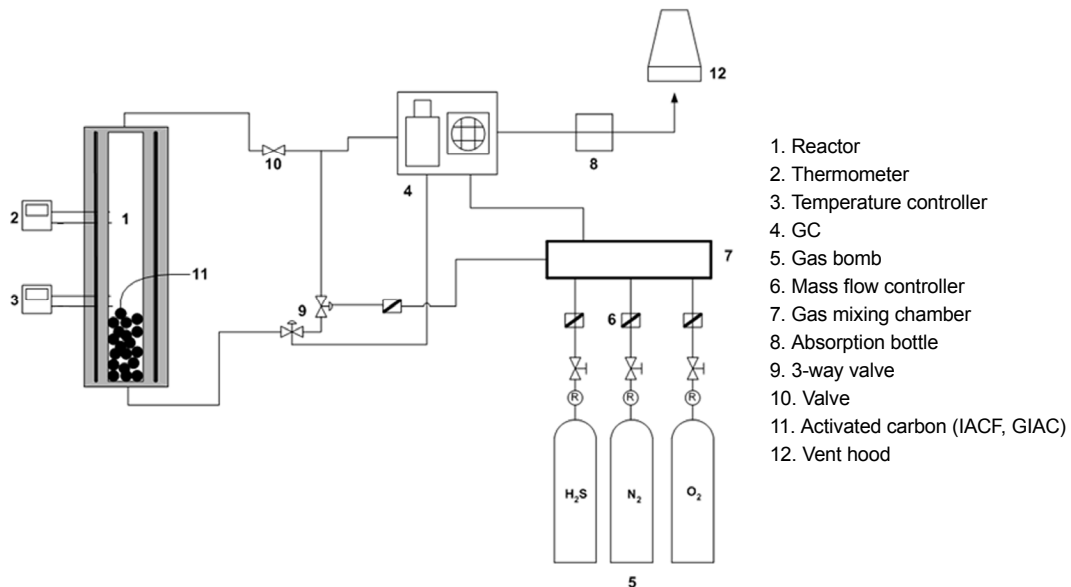 12
10
4
8
2
1
11
3
9
7
6
R
R
R
H₂S
N₂
O₂
5
1. Reactor
2. Thermometer
3. Temperature controller
4. GC
5. Gas bomb
6. Mass flow controller
7. Gas mixing chamber
8. Absorption bottle
9. 3-way valve
10. Valve
11. Activated carbon (IACF, GIAC)
12. Vent hood